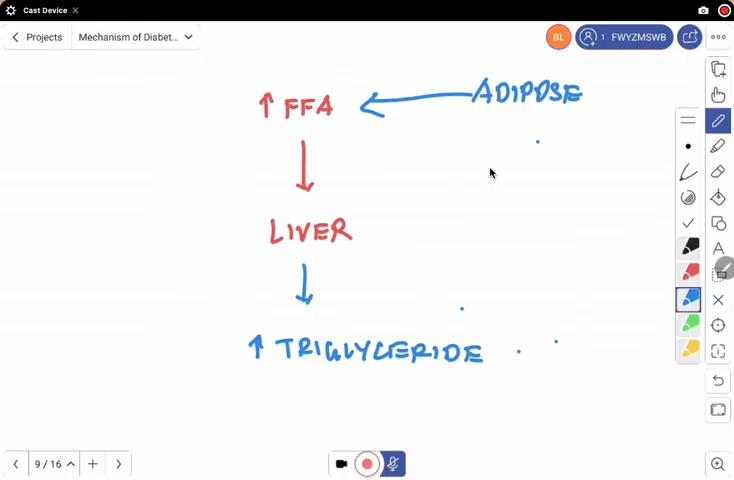 Cast Device
Projects
Mechanism of Diabet...
BL
1 FWYZMSWB
↑ FFA ← ADIPOSE
↓
LIVER
↓
↑ TRIGLYCERIDE
A
9 / 16